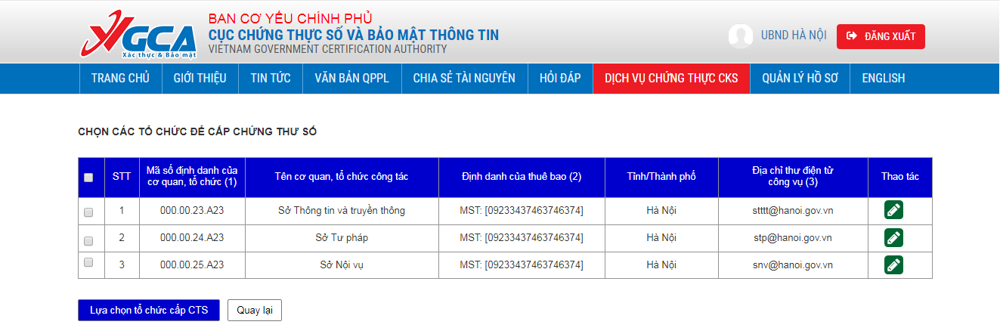 VGCA
Xác thực & Bảo mật
BAN CƠ YẾU CHÍNH PHỦ
CỤC CHỨNG THỰC SỐ VÀ BẢO MẬT THÔNG TIN
VIETNAM GOVERNMENT CERTIFICATION AUTHORITY
UBND HÀ NỘI
ĐĂNG XUẤT
TRANG CHỦ GIỚI THIỆU TIN TỨC VĂN BẢN QPPL CHIA SẺ TÀI NGUYÊN HỎI ĐÁP DỊCH VỤ CHỨNG THỰC CKS QUẢN LÝ HỒ SƠ ENGLISH
CHỌN CÁC TỔ CHỨC ĐỂ CẤP CHỨNG THƯ SỐ
STT
Mã số định danh của
cơ quan, tổ chức (1)
Tên cơ quan, tổ chức công tác
Định danh của thuê bao (2)
Tỉnh/Thành phố
Địa chỉ thư điện tử
công vụ (3)
Thao tác
1 000.00.23.A23 Sở Thông tin và truyền thông MST: [09233437463746374] Hà Nội stttt@hanoi.gov.vn
2 000.00.24.A23 Sở Tư pháp MST: [09233437463746374] Hà Nội stp@hanoi.gov.vn
3 000.00.25.A23 Sở Nội vụ MST: [09233437463746374] Hà Nội snv@hanoi.gov.vn
Lựa chọn tổ chức cấp CTS Quay lại